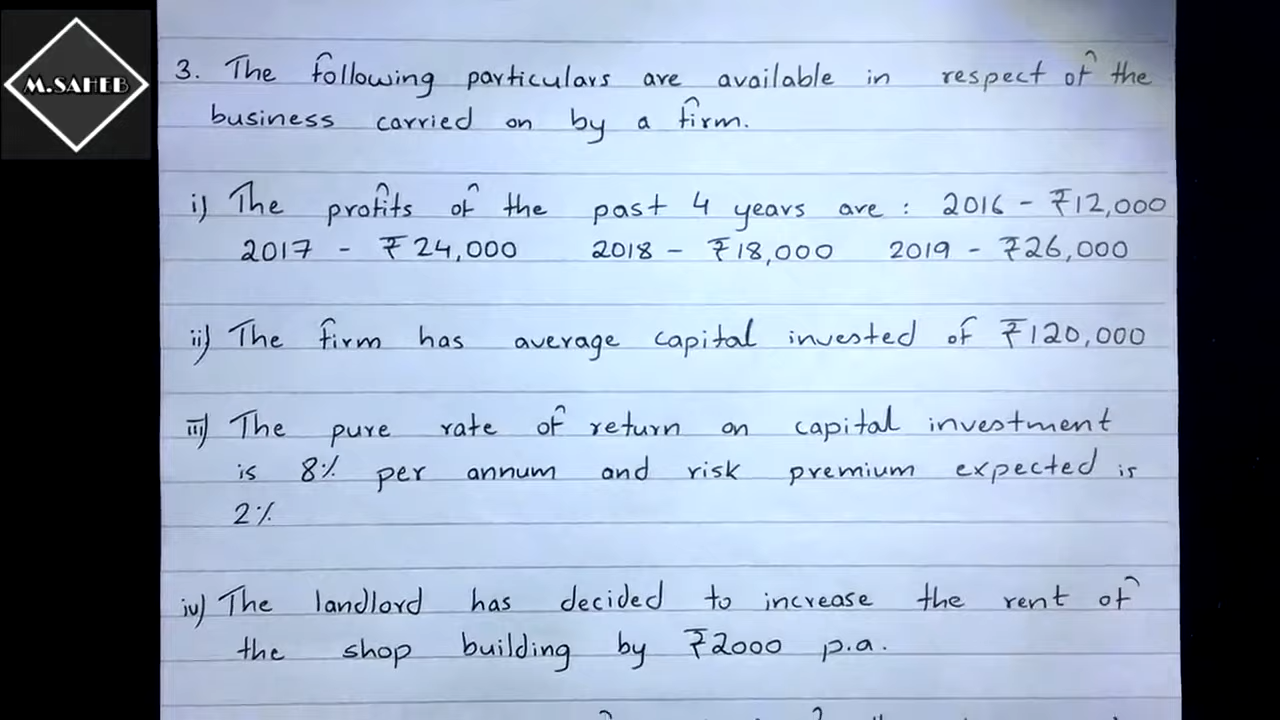 M.SAHEB
3. The following particulars are available in respect of the
business carried on by a firm.
i) The profits of the past 4 years are : 2016 - ₹12,000
2017 - ₹24,000 2018 - ₹18,000 2019 - ₹26,000
ii) The firm has average capital invested of ₹120,000
iii) The pure rate of return on capital investment
is 8% per annum and risk premium expected is
2%
iv) The landlord has decided to increase the rent of
the shop building by ₹2000 p.a.